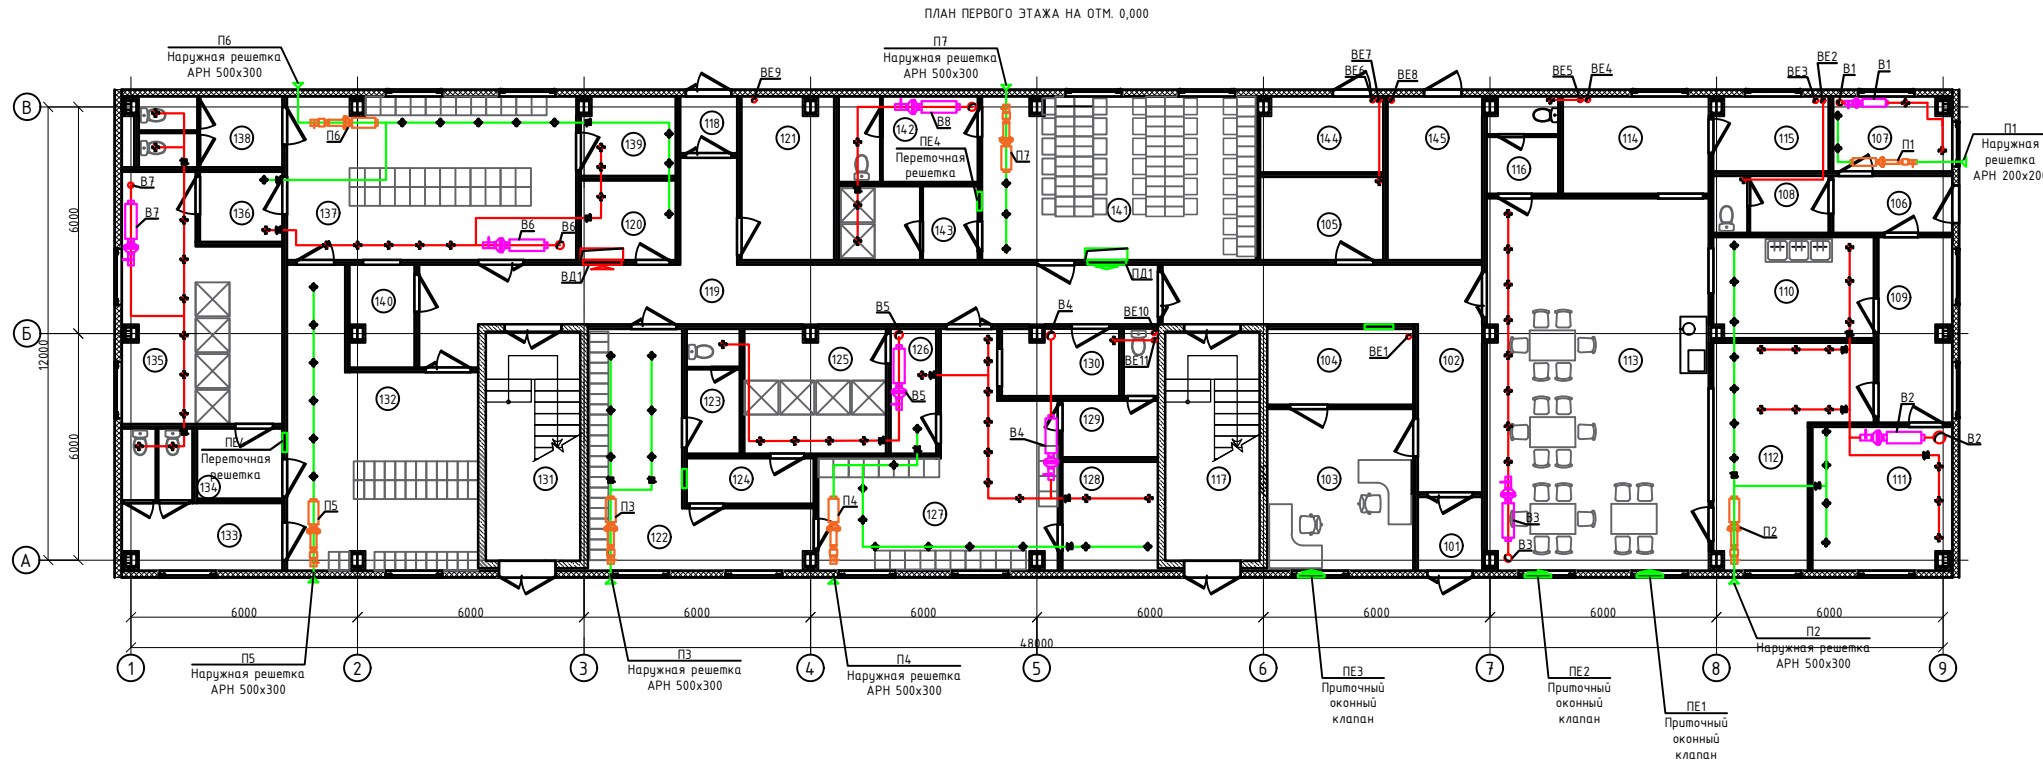 ПЛАН ПЕРВОГО ЭТАЖА НА ОТМ. 0,000
П6
Наружная решетка
АРН 500х300
П7
Наружная решетка
АРН 500х300
ВЕ9
ВЕ7
ВЕ6
ВЕ8
ВЕ5
ВЕ4
ВЕ2
ВЕ3
В1
В1
П1
Наружная
решетка
АРН 200х200
В
Б
А
6000
6000
12000
138
П6
139
118
121
142
В8
ПЕ4
Переточная
решетка
П7
144
145
114
116
115
107
П1
В7
В7
136
137
В6
В6
120
143
141
105
108
106
ВД1
ПД1
119
140
110
109
135
132
В5
125
126
В5
123
В4
ВЕ10
ВЕ11
130
104
ВЕ1
102
113
129
В4
В2
В2
ПЕ4
Переточная
решетка
134
133
П5
131
П3
122
124
П4
127
128
117
103
101
В3
В3
112
111
П2
6000
6000
6000
6000
6000
6000
6000
6000
48000
1
2
3
4
5
6
7
8
9
П5
Наружная решетка
АРН 500х300
П3
Наружная решетка
АРН 500х300
П4
Наружная решетка
АРН 500х300
ПЕ3
Приточный
оконный
клапан
ПЕ2
Приточный
оконный
клапан
ПЕ1
Приточный
оконный
клапан
П2
Наружная решетка
АРН 500х300